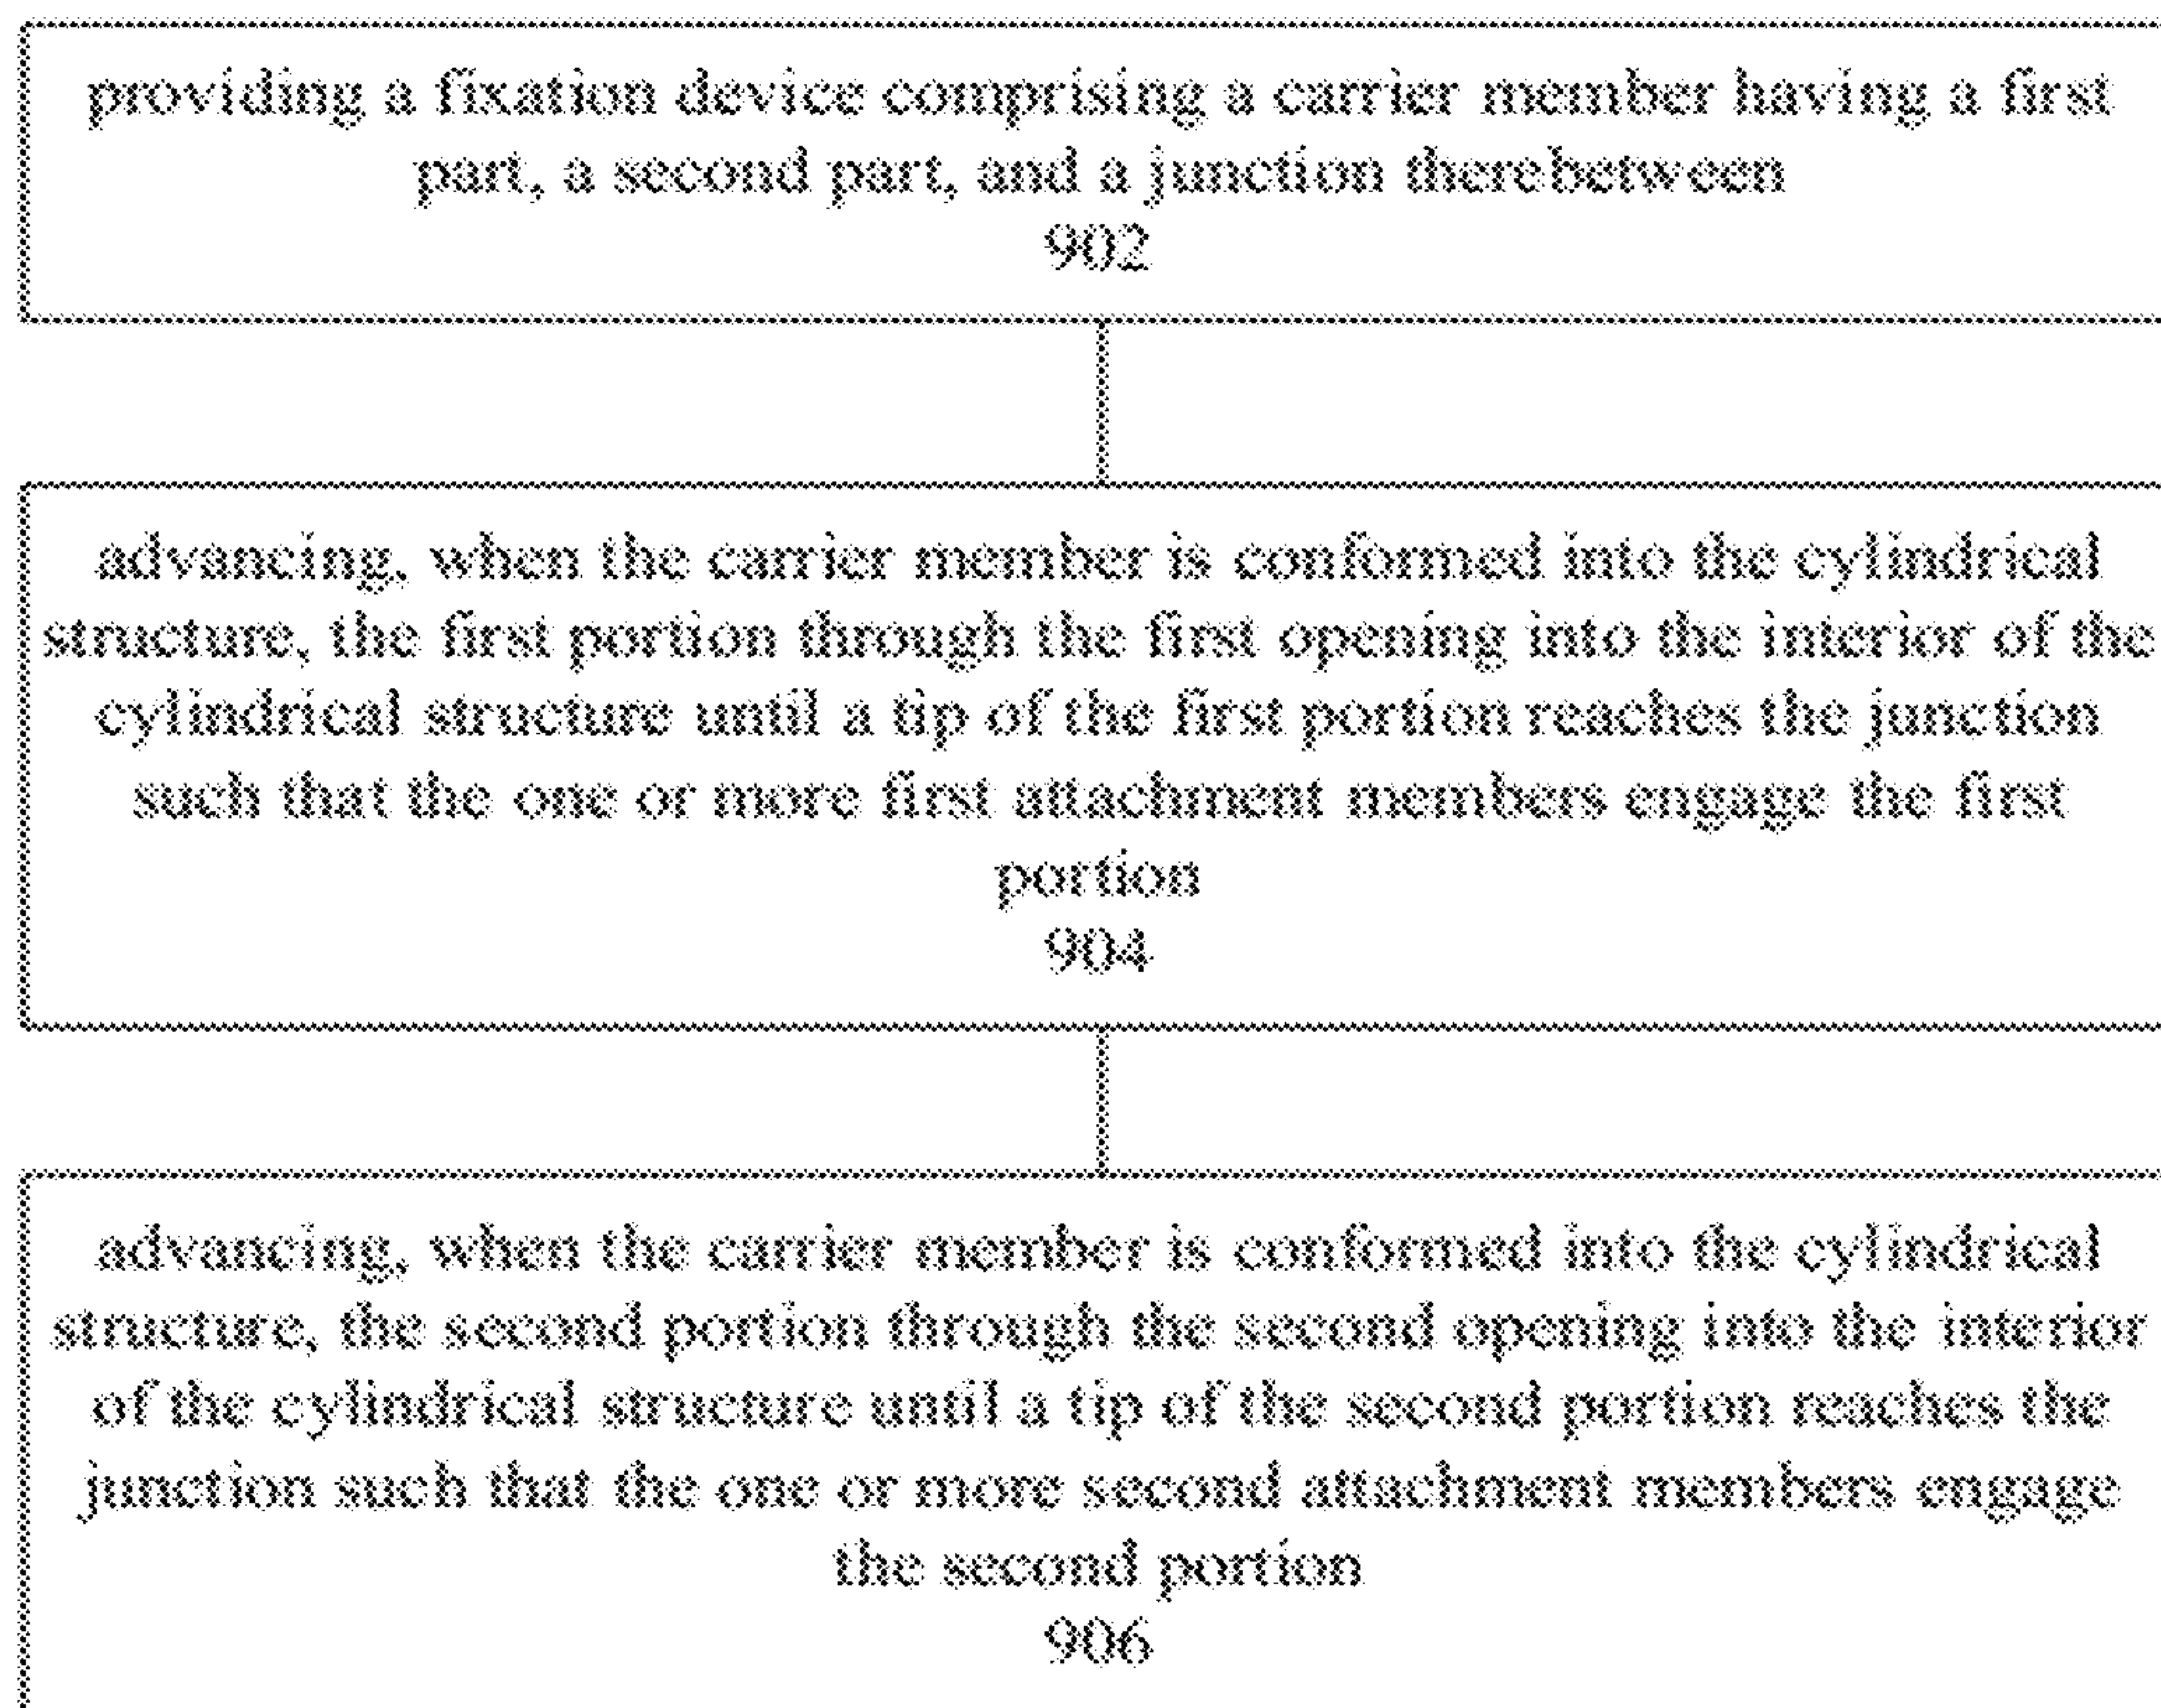 providing a fixation device comprising a carrier member having a first
part, a second part, and a junction therebetween
902
advancing, when the carrier member is conformed into the cylindrical
structure, the first portion through the first opening into the interior of the
cylindrical structure until a tip of the first portion reaches the junction
such that the one or more first attachment members engage the first
portion
904
advancing, when the carrier member is conformed into the cylindrical
structure, the second portion through the second opening into the interior
of the cylindrical structure until a tip of the second portion reaches the
junction such that the one or more second attachment members engage
the second portion
906